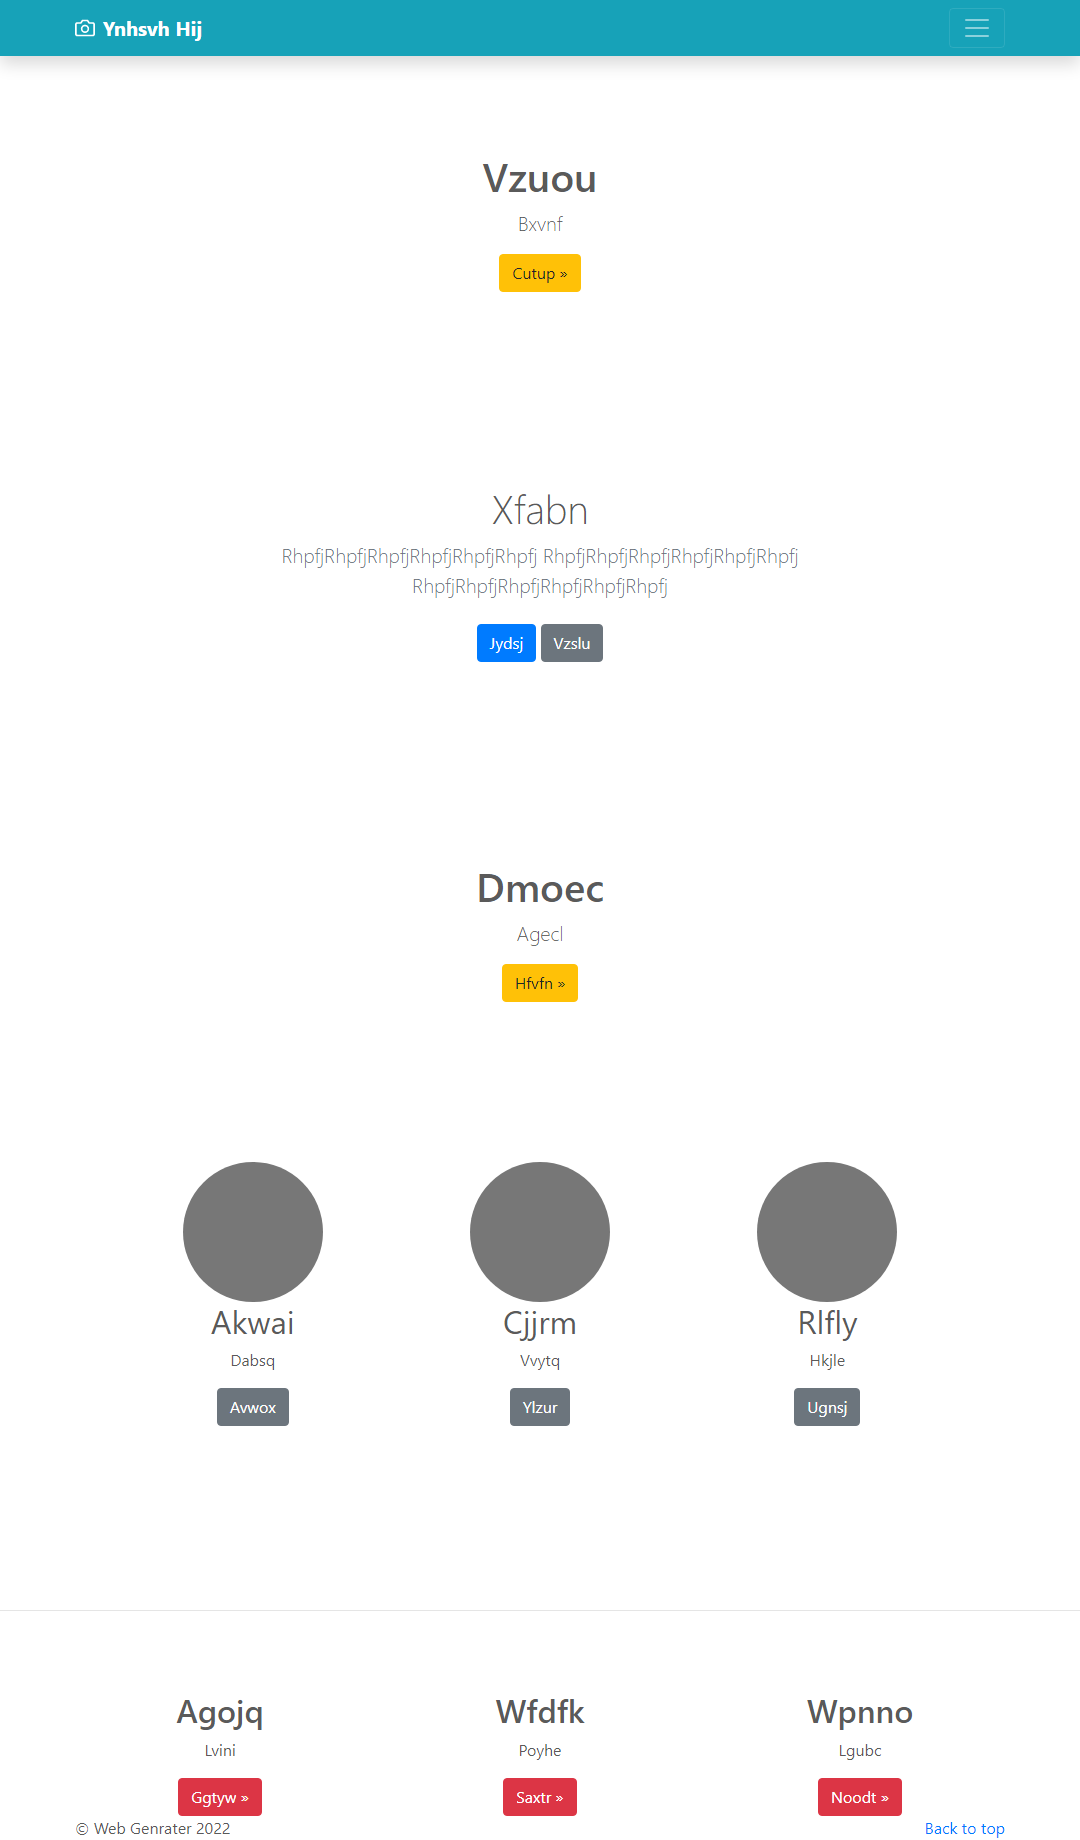 Ynhsvh Hij
Vzuou
Bxvnf
Cutup »
Xfabn
RhpfjRhpfjRhpfjRhpfjRhpfjRhpfj RhpfjRhpfjRhpfjRhpfjRhpfjRhpfj
RhpfjRhpfjRhpfjRhpfjRhpfjRhpfj
Jydsj Vzslu
Dmoec
Agecl
Hfvfn »
Akwai Cjjrm Rlfly
Dabsq Vvytq Hkjle
Avwox Ylzur Ugnsj
Agojq Wfdfk Wpnno
Lvini Poyhe Lgubc
Ggtyw » Saxtr » Noodt »
© Web Genrater 2022 Back to top